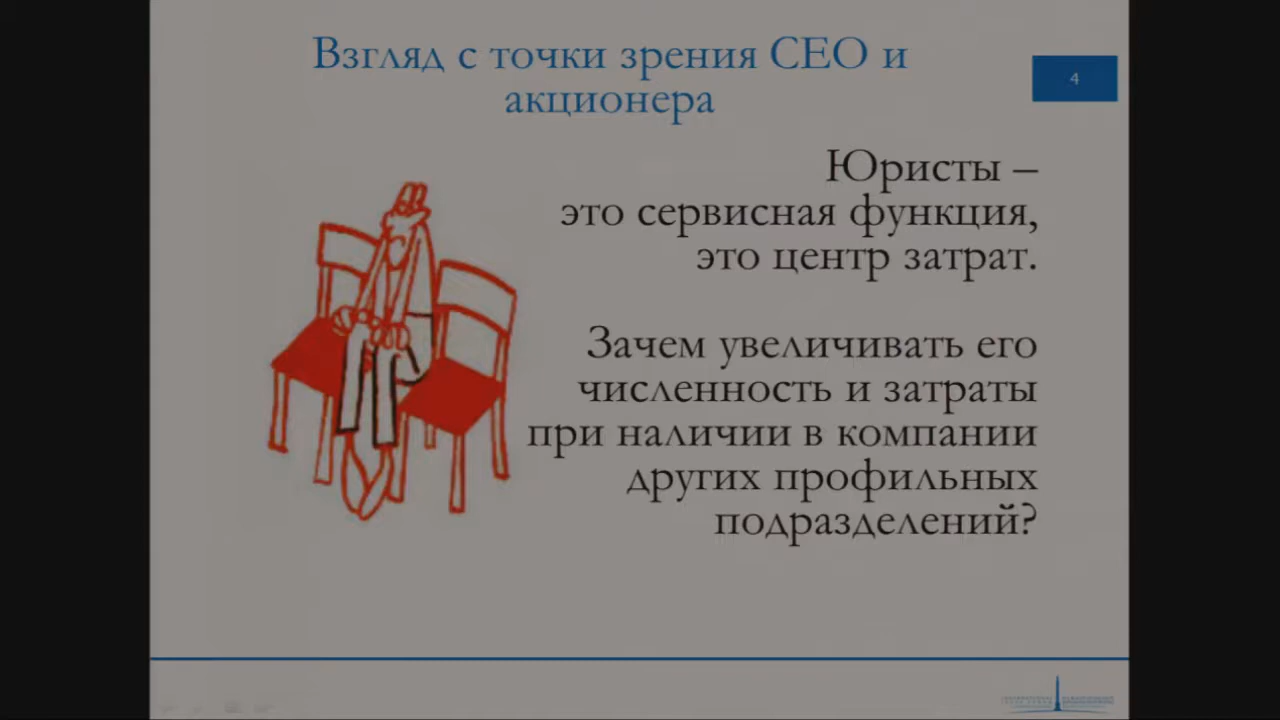 Взгляд с точки зрения CEO и
акционера
4
Юристы –
это сервисная функция,
это центр затрат.
Зачем увеличивать его
численность и затраты
при наличии в компании
других профильных
подразделений?